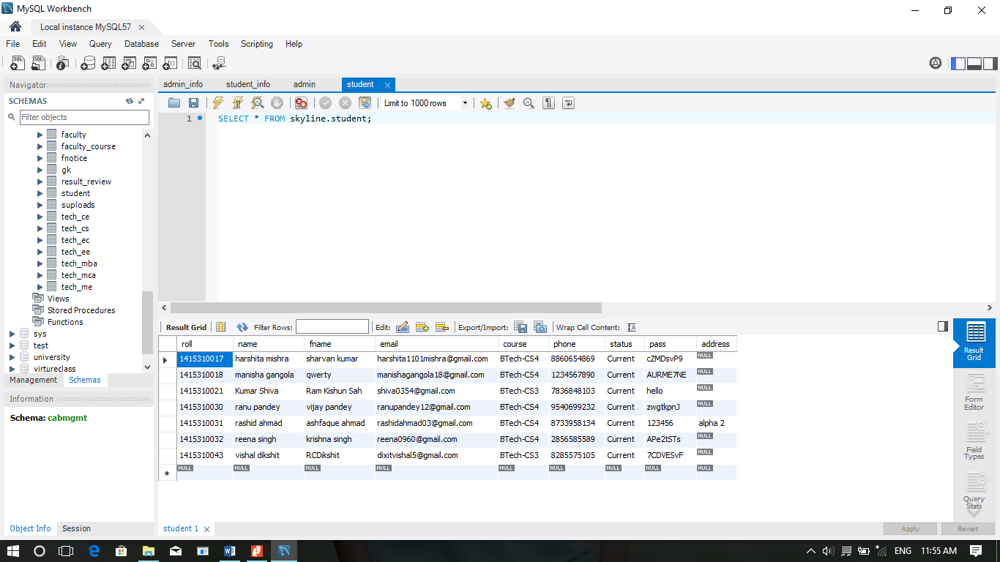 MySQL Workbench
Local instance MySQL57
File Edit View Query Database Server Tools Scripting Help
Navigator
SCHEMAS
Filter objects
faculty
faculty_course
fnotice
gk
result_review
student
suploads
tech_ce
tech_cs
tech_ec
tech_ee
tech_mba
tech_mca
tech_me
Views
Stored Procedures
Functions
sys
test
university
virtureclass
Management Schemas
Information
Schema: cabmgmt
Object Info Session
admin_info student_info admin student
Limit to 1000 rows
1 SELECT * FROM skyline.student;
Result Grid Filter Rows: Edit: Export/Import: Wrap Cell Content:
roll name fname email course phone status pass address
1415310017 harshita mishra sharvan kumar harshita1101mishra@gmail.com BTech-CS4 8860654869 Current cZMDsvP9 NULL
1415310018 manisha gangola qwerty manishagangola18@gmail.com BTech-CS4 1234567890 Current AURME7NE NULL
1415310021 Kumar Shiva Ram Kishun Sah shiva0354@gmail.com BTech-CS3 7836848103 Current hello NULL
1415310030 ranu pandey vijay pandey ranupandey12@gmail.com BTech-CS4 9540699232 Current zwgtkpnJ NULL
1415310031 rashid ahmad ashfaque ahmad rashidahmad03@gmail.com BTech-CS4 8733958134 Current 123456 alpha 2
1415310032 reena singh krishna singh reena0960@gmail.com BTech-CS4 2856585589 Current APe2tSTs NULL
1415310043 vishal dikshit RCDikshit dixitvishal5@gmail.com BTech-CS3 8285575105 Current 7CDVESvF NULL
NULL NULL NULL NULL NULL NULL NULL NULL NULL
Result Grid
Form Editor
Field Types
Query Stats
student 1
Apply Revert
ENG 11:55 AM